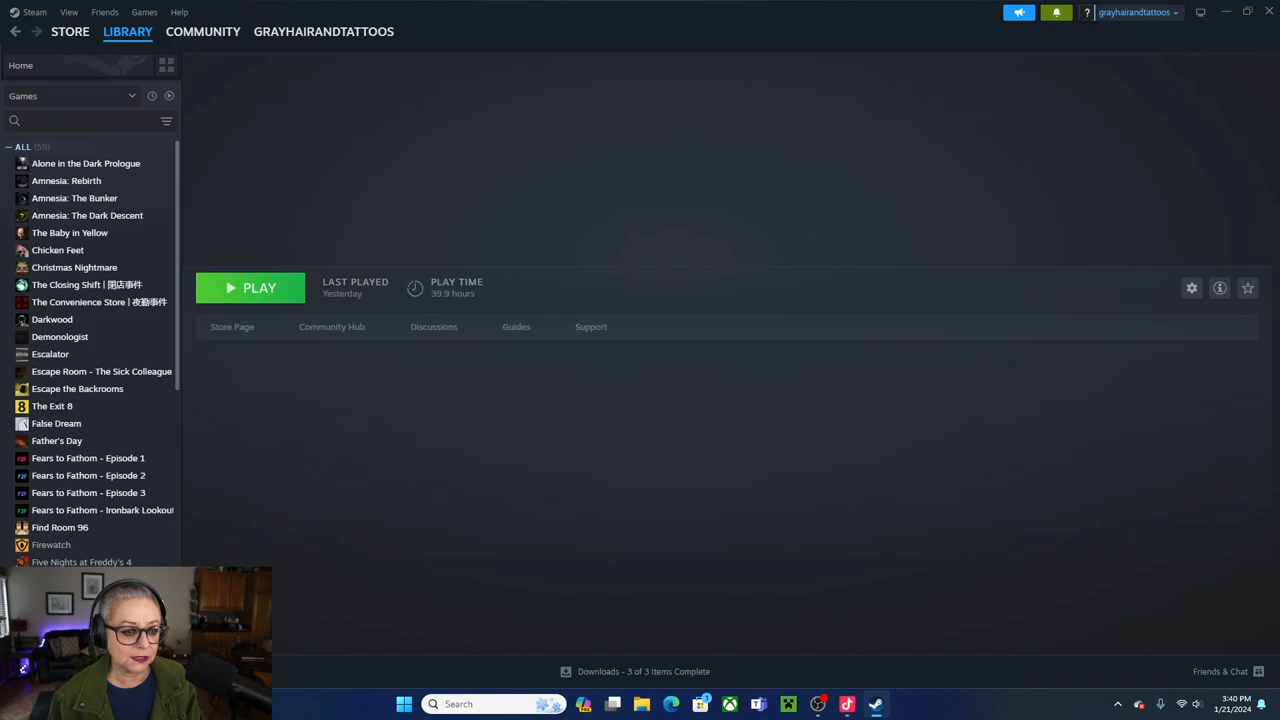 Steam View Friends Games Help
grayhairandtattoos
STORE LIBRARY COMMUNITY GRAYHAIRANDTATTOOS
Home
Games
ALL (59)
Alone in the Dark Prologue
Amnesia: Rebirth
Amnesia: The Bunker
Amnesia: The Dark Descent
The Baby in Yellow
Chicken Feet
Christmas Nightmare
The Closing Shift | 閉店事件
The Convenience Store | 夜勤事件
Darkwood
Demonologist
Escalator
Escape Room - The Sick Colleague
Escape the Backrooms
The Exit 8
False Dream
Father's Day
Fears to Fathom - Episode 1
Fears to Fathom - Episode 2
Fears to Fathom - Episode 3
Fears to Fathom - Ironbark Lookout
Find Room 96
Firewatch
Five Nights at Freddy's 4
PLAY
LAST PLAYED
Yesterday
PLAY TIME
39.9 hours
Store Page Community Hub Discussions Guides Support
Downloads - 3 of 3 Items Complete
Friends & Chat
Search
3:40 PM
1/21/2024